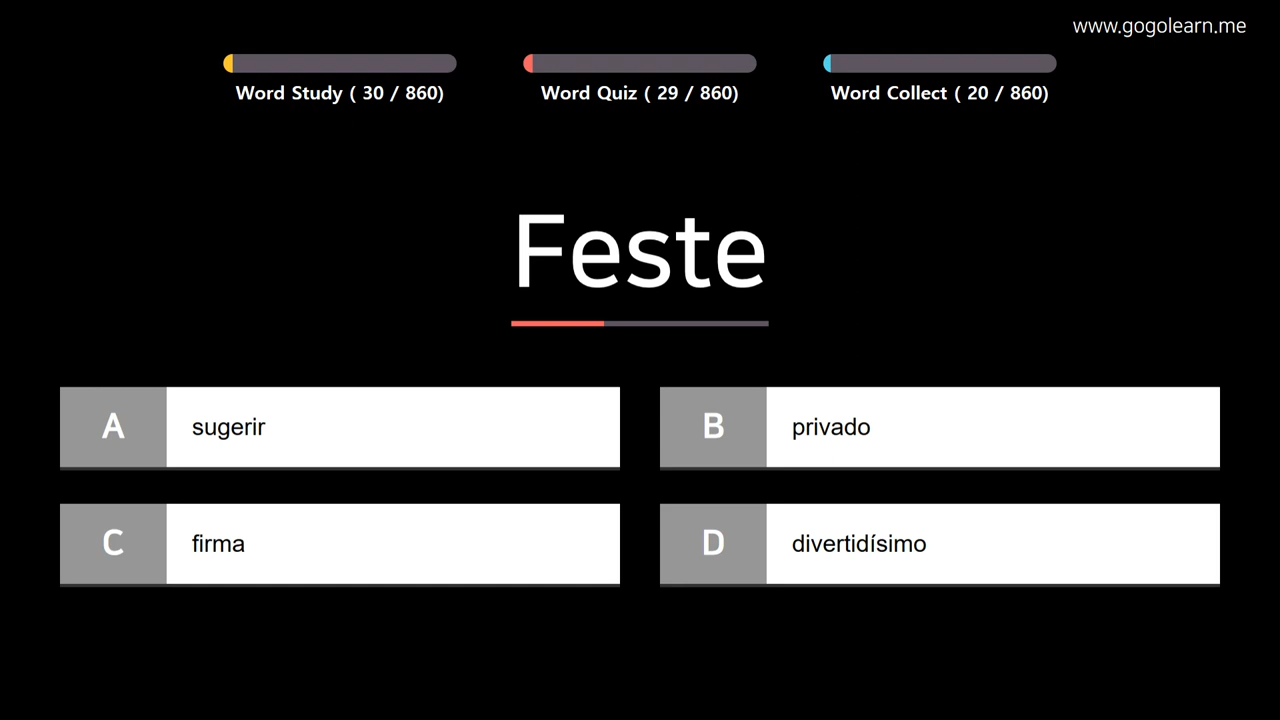 www.gogolearn.me
Word Study ( 30 / 860)
Word Quiz ( 29 / 860)
Word Collect ( 20 / 860)
Feste
A sugerir
B privado
C firma
D divertidísimo